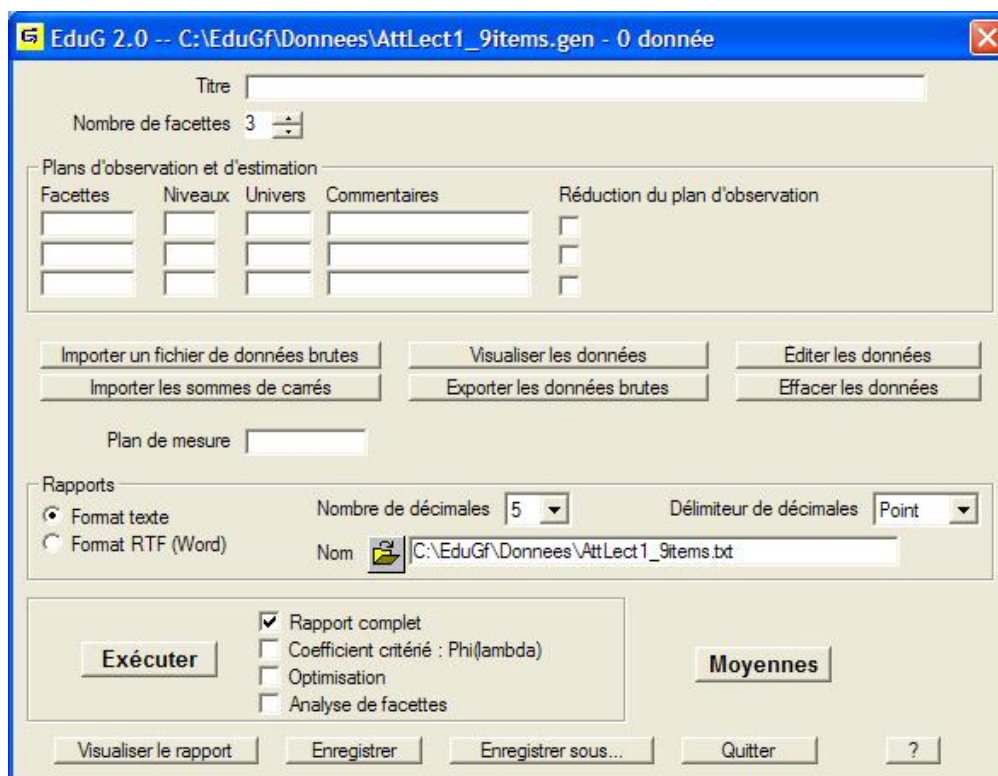 EduG 2.0 -- C:\EduGf\Donnees\AttLect1_9items.gen - 0 donnée
Titre
Nombre de facettes 3
Plans d'observation et d'estimation
Facettes Niveaux Univers Commentaires Réduction du plan d'observation
Importer un fichier de données brutes Visualiser les données Éditer les données
Importer les sommes de carrés Exporter les données brutes Effacer les données
Plan de mesure
Rapports
Format texte Nombre de décimales 5 Délimiteur de décimales Point
Format RTF (Word)
Nom C:\EduGf\Donnees\AttLect1_9items.txt
Rapport complet
Coefficient critérié : Phi(lambda)
Exécuter Moyennes
Optimisation
Analyse de facettes
Visualiser le rapport Enregistrer Enregistrer sous... Quitter ?